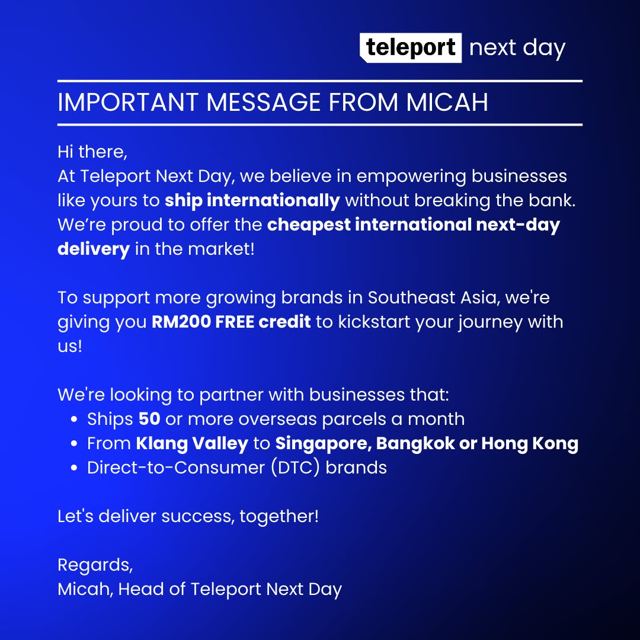 teleport next day
IMPORTANT MESSAGE FROM MICAH
Hi there,
At Teleport Next Day, we believe in empowering businesses
like yours to ship internationally without breaking the bank.
We’re proud to offer the cheapest international next-day
delivery in the market!
To support more growing brands in Southeast Asia, we're
giving you RM200 FREE credit to kickstart your journey with
us!
We're looking to partner with businesses that:
• Ships 50 or more overseas parcels a month
• From Klang Valley to Singapore, Bangkok or Hong Kong
• Direct-to-Consumer (DTC) brands
Let's deliver success, together!
Regards,
Micah, Head of Teleport Next Day